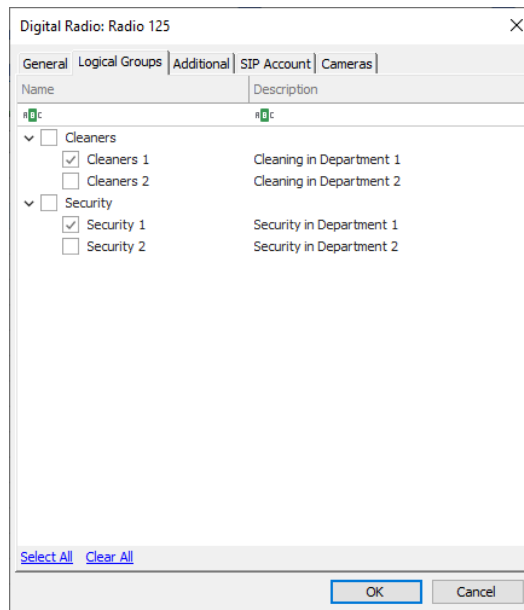 Digital Radio: Radio 125
General Logical Groups Additional SIP Account Cameras
Name Description
ABC ABC
Cleaners
Cleaners 1 Cleaning in Department 1
Cleaners 2 Cleaning in Department 2
Security
Security 1 Security in Department 1
Security 2 Security in Department 2
Select All Clear All
OK Cancel